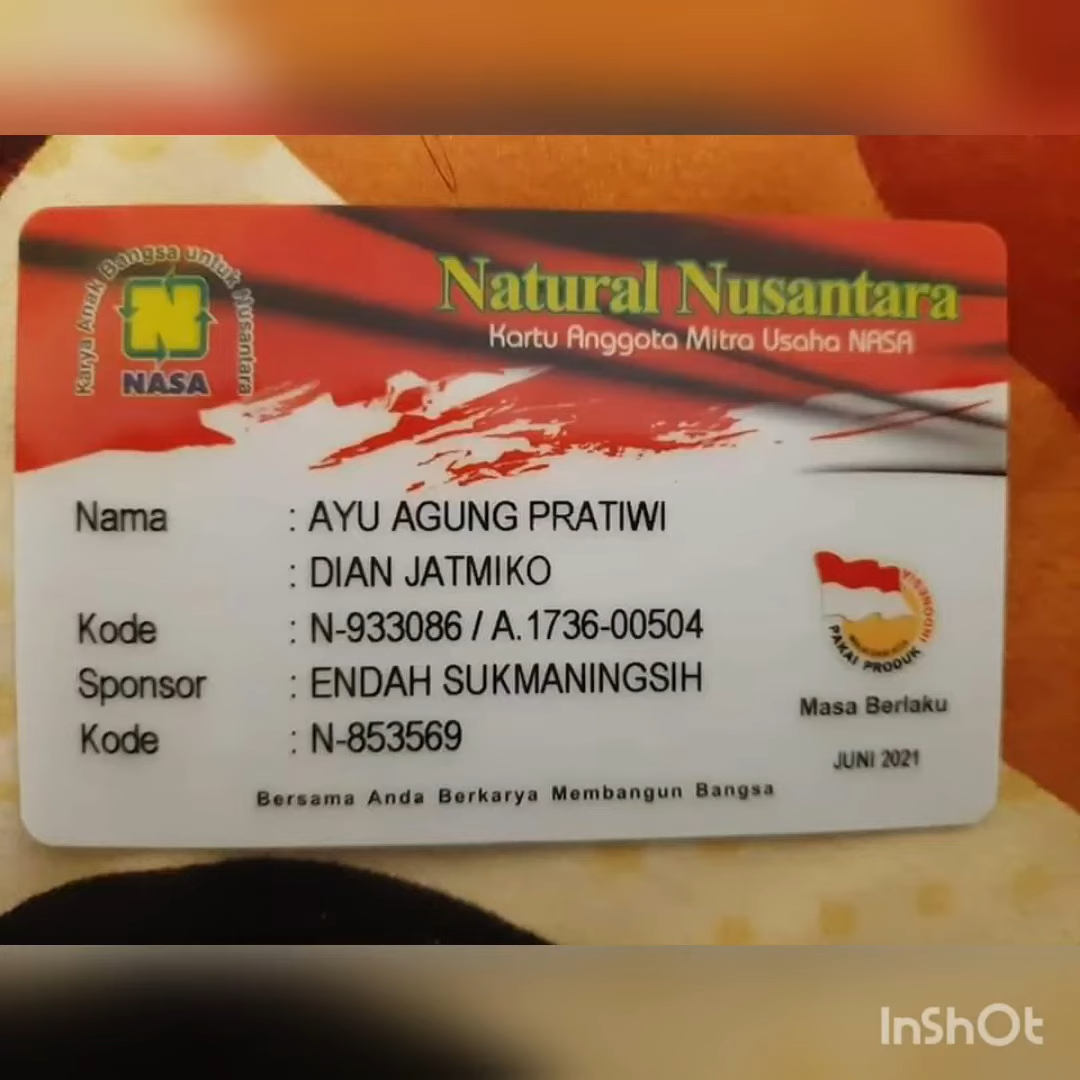 Karya Anak Bangsa untuk Nusantara
NASA
Natural Nusantara
Kartu Anggota Mitra Usaha NASA
Nama : AYU AGUNG PRATIWI
: DIAN JATMIKO
Kode : N-933086 / A.1736-00504
Sponsor : ENDAH SUKMANINGSIH
Kode : N-853569
INDONESIA
PAKAI PRODUK
Masa Berlaku
JUNI 2021
Bersama Anda Berkarya Membangun Bangsa
InShOt